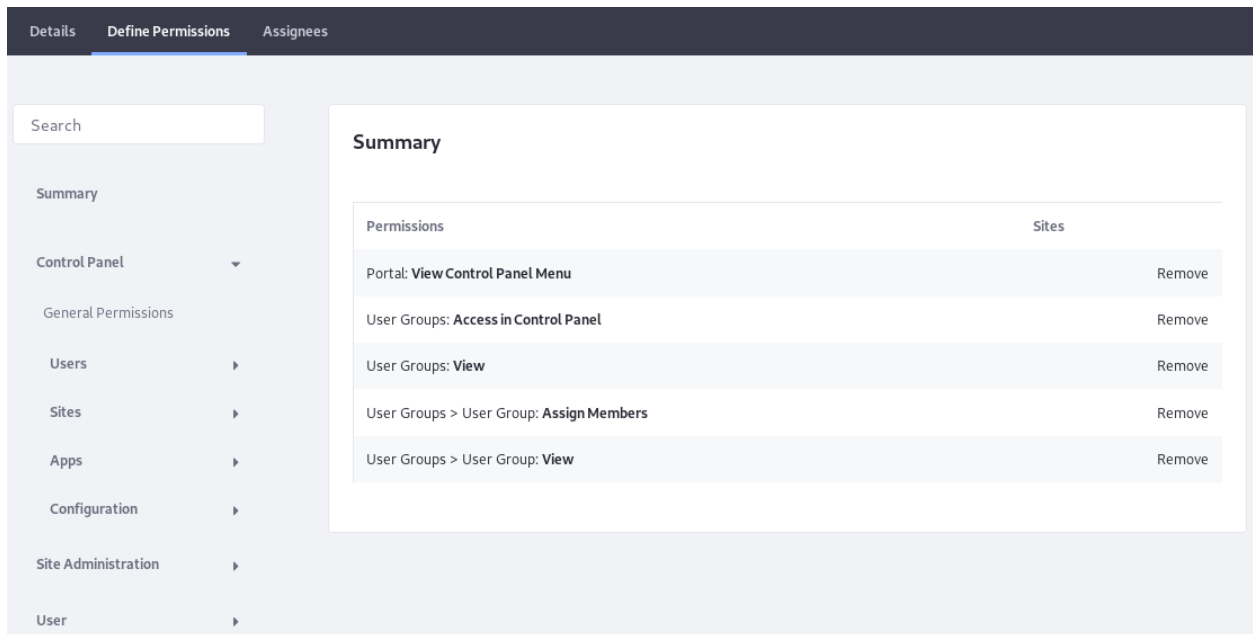 Details Define Permissions Assignees
Search
Summary
Control Panel
General Permissions
Users
Sites
Apps
Configuration
Site Administration
User
Summary
Permissions Sites
Portal: View Control Panel Menu Remove
User Groups: Access in Control Panel Remove
User Groups: View Remove
User Groups > User Group: Assign Members Remove
User Groups > User Group: View Remove